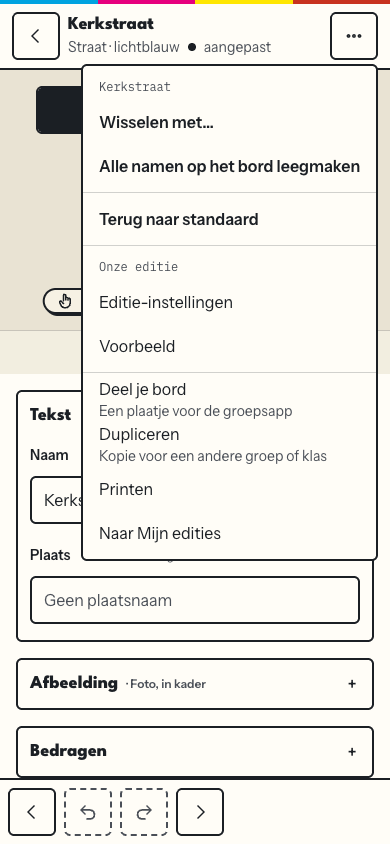 Kerkstraat
Straat · lichtblauw ● aangepast
Kerkstraat
Wisselen met...
Alle namen op het bord leegmaken
Terug naar standaard
Onze editie
Editie-instellingen
Voorbeeld
Deel je bord
Een plaatje voor de groepsapp
Dupliceren
Kopie voor een andere groep of klas
Printen
Naar Mijn edities
Tekst
Naam
Plaats
Geen plaatsnaam
Afbeelding · Foto, in kader +
Bedragen +